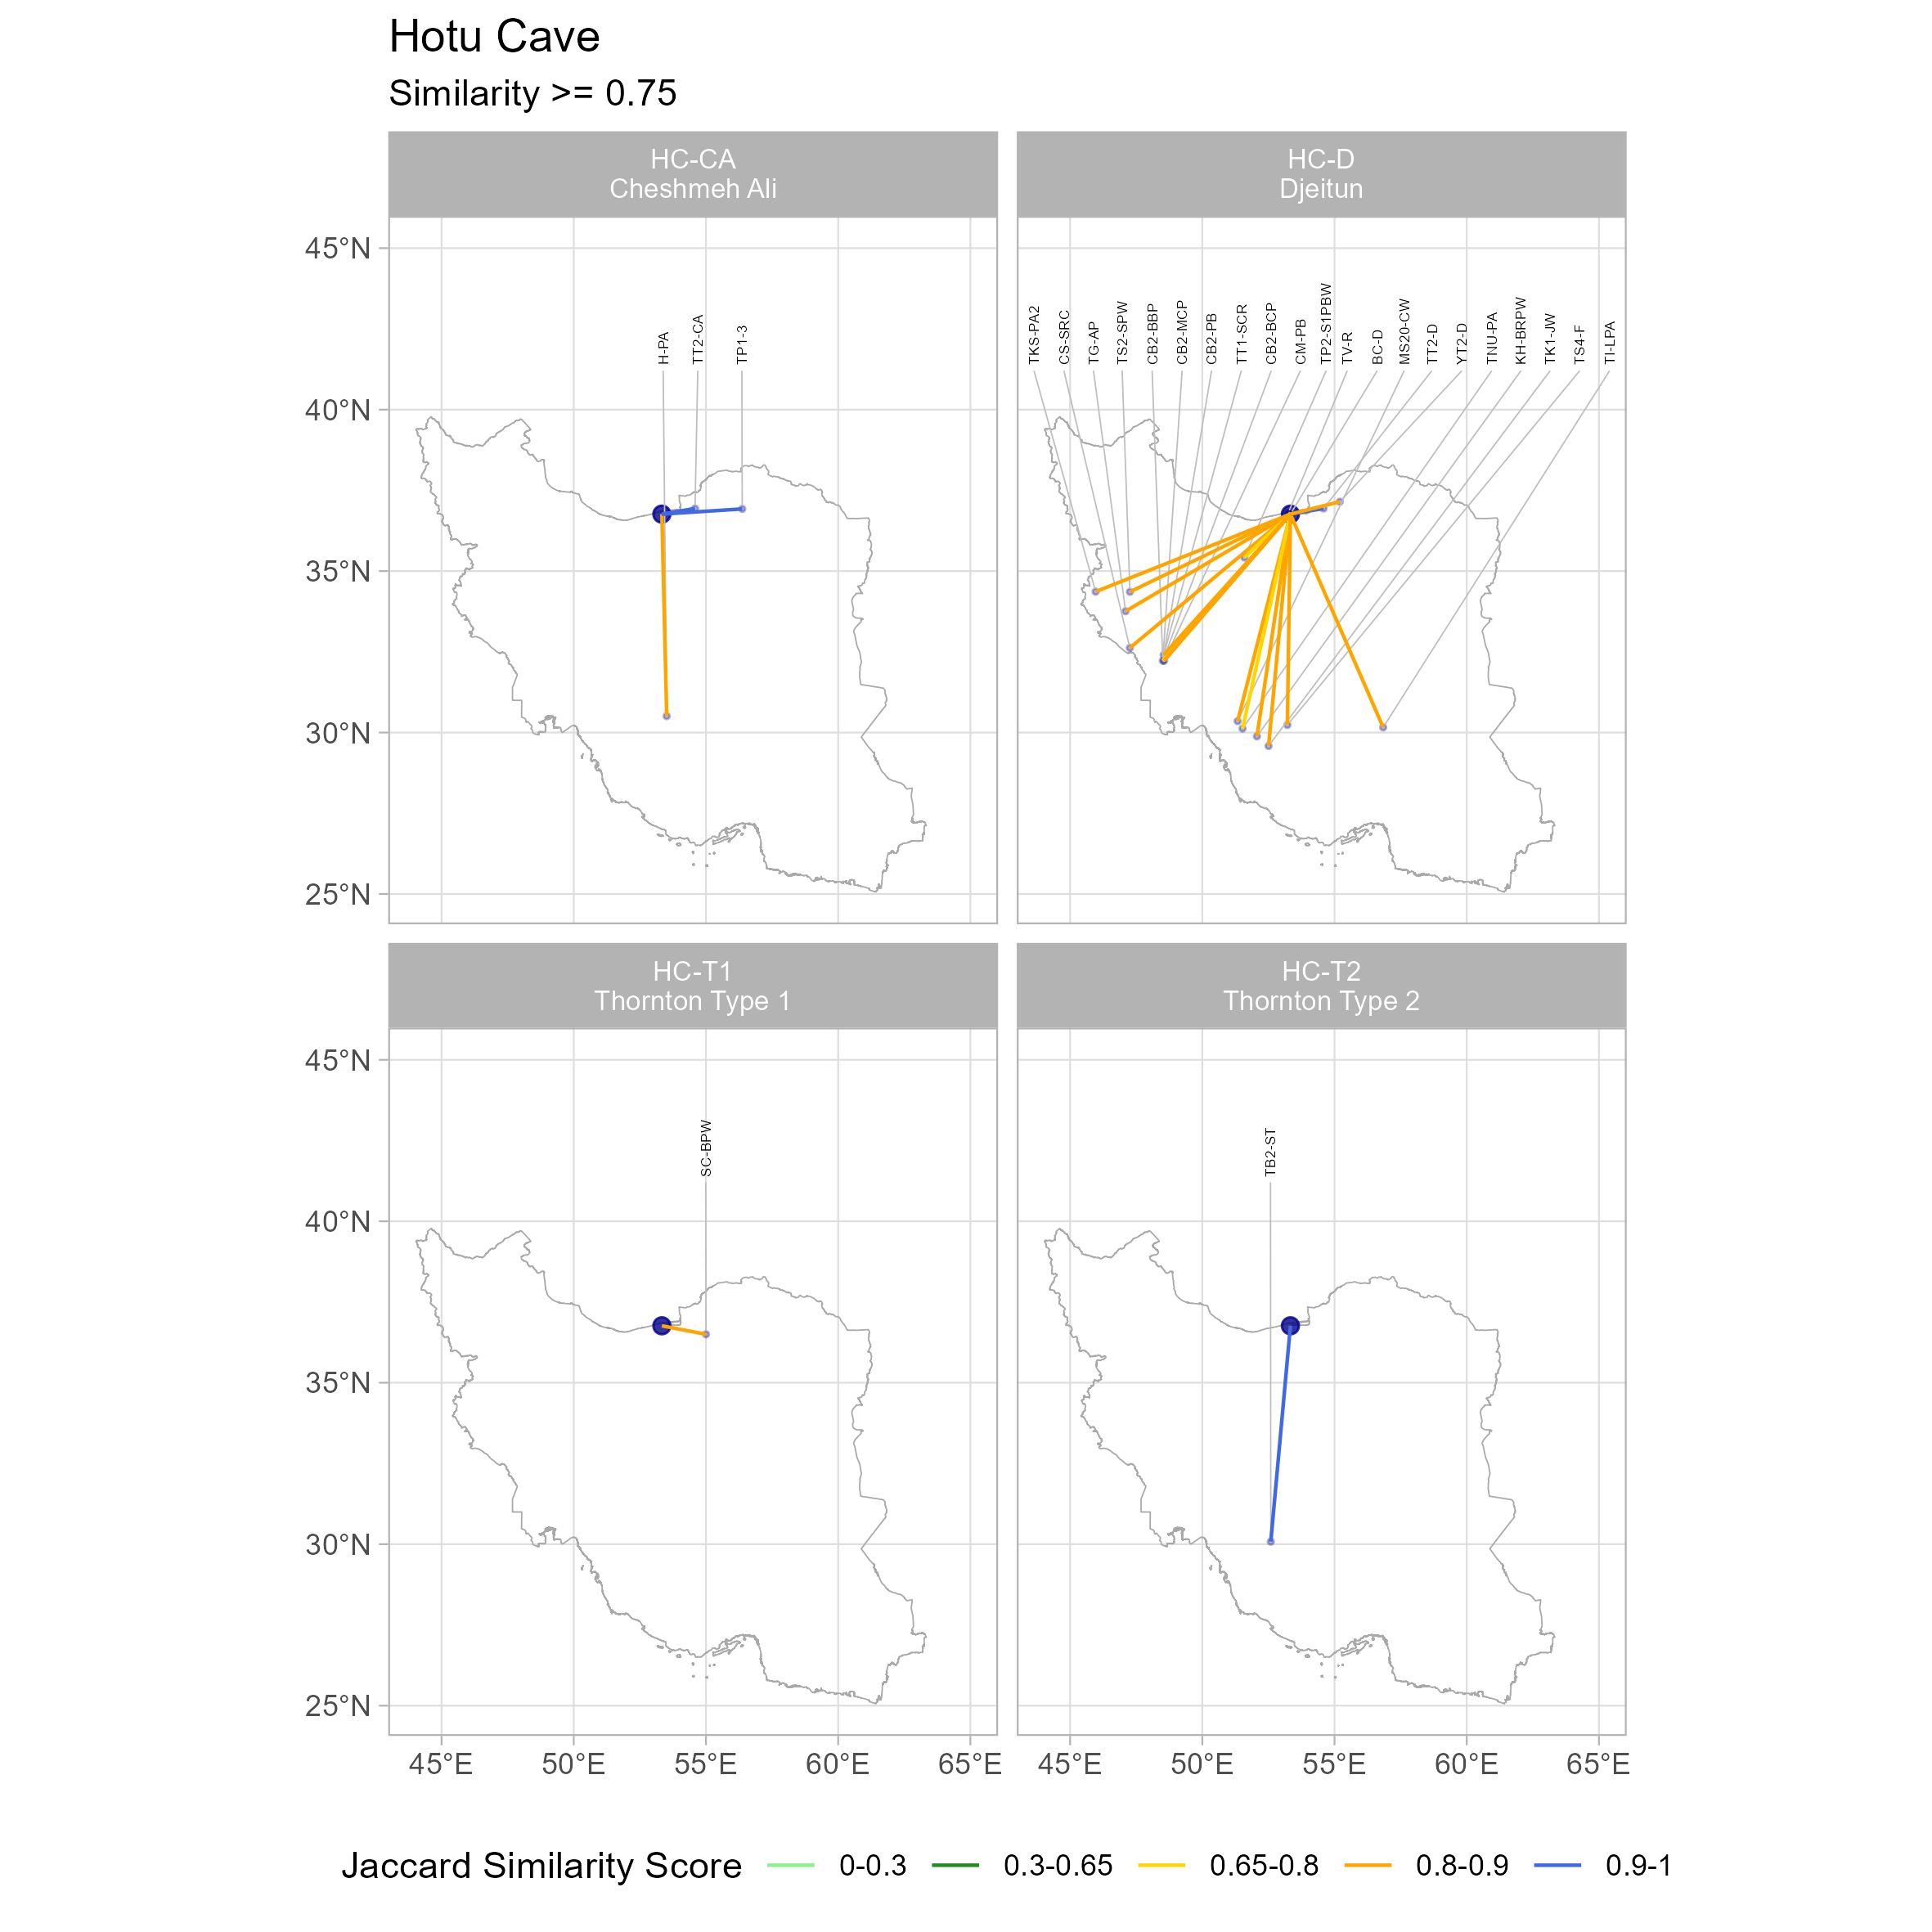 Hotu Cave
Similarity >= 0.75
HC-CA
Cheshmeh Ali
HC-D
Djeitun
45°N
40°N
35°N
30°N
25°N
H-PA
TT2-CA
TP1-3
TKS-PA2
CS-SRC
TG-AP
TS2-SPW
CB2-BBP
CB2-MCP
CB2-PB
TT1-SCR
CB2-BCP
CM-PB
TP2-S1PBW
TV-R
BC-D
MS20-CW
TT2-D
YT2-D
TNU-PA
KH-BRPW
TK1-JW
TS4-F
TI-LPA
HC-T1
Thornton Type 1
HC-T2
Thornton Type 2
45°N
40°N
35°N
30°N
25°N
SC-BPW
TB2-ST
45°E 50°E 55°E 60°E 65°E 45°E 50°E 55°E 60°E 65°E
Jaccard Similarity Score 0-0.3 0.3-0.65 0.65-0.8 0.8-0.9 0.9-1